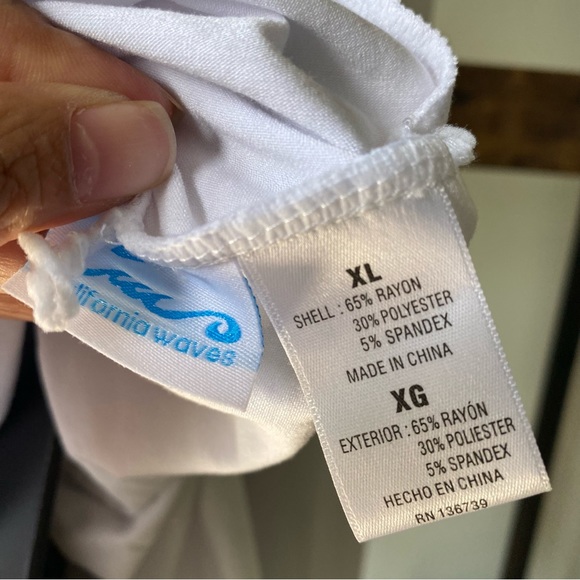 california waves
XL
SHELL : 65% RAYON
30% POLYESTER
5% SPANDEX
MADE IN CHINA
XG
EXTERIOR : 65% RAYÓN
30% POLIESTER
5% SPANDEX
HECHO EN CHINA
RN 136739